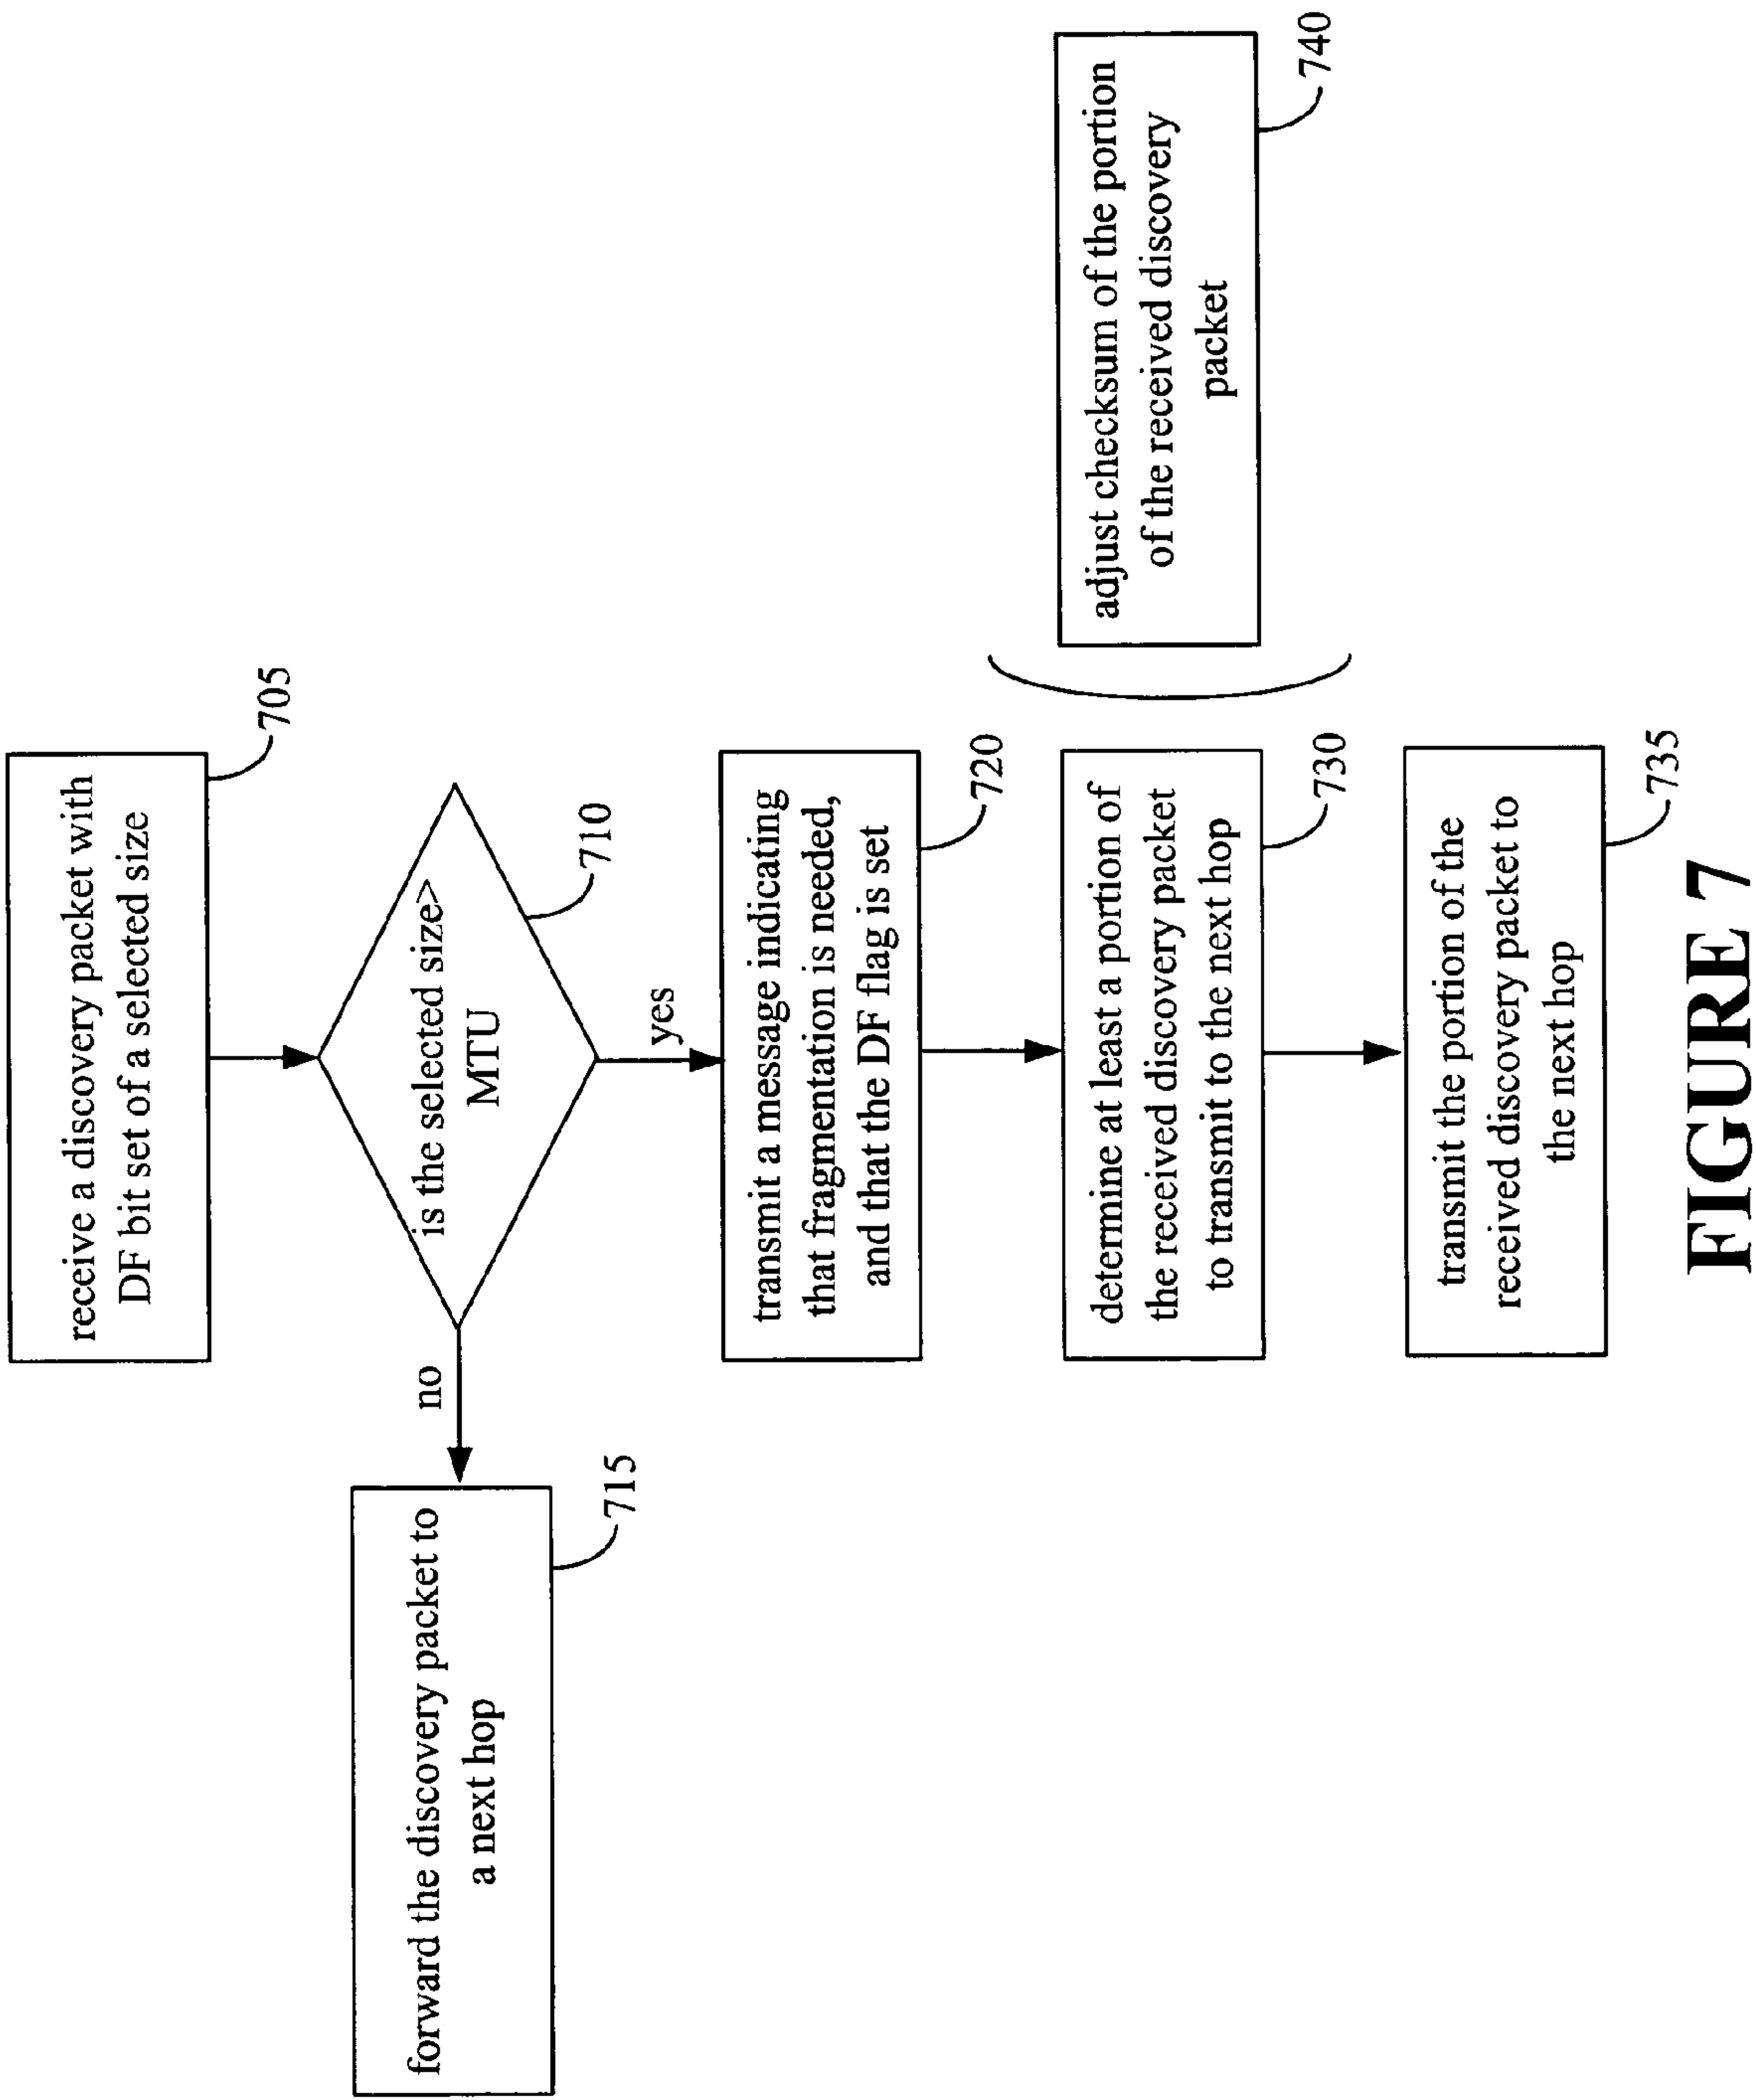 receive a discovery packet with
DF bit set of a selected size
705
is the selected size>
MTU
710
no
yes
forward the discovery packet to
a next hop
715
transmit a message indicating
that fragmentation is needed,
and that the DF flag is set
720
determine at least a portion of
the received discovery packet
to transmit to the next hop
730
adjust checksum of the portion
of the received discovery
packet
740
transmit the portion of the
received discovery packet to
the next hop
735
FIGURE 7